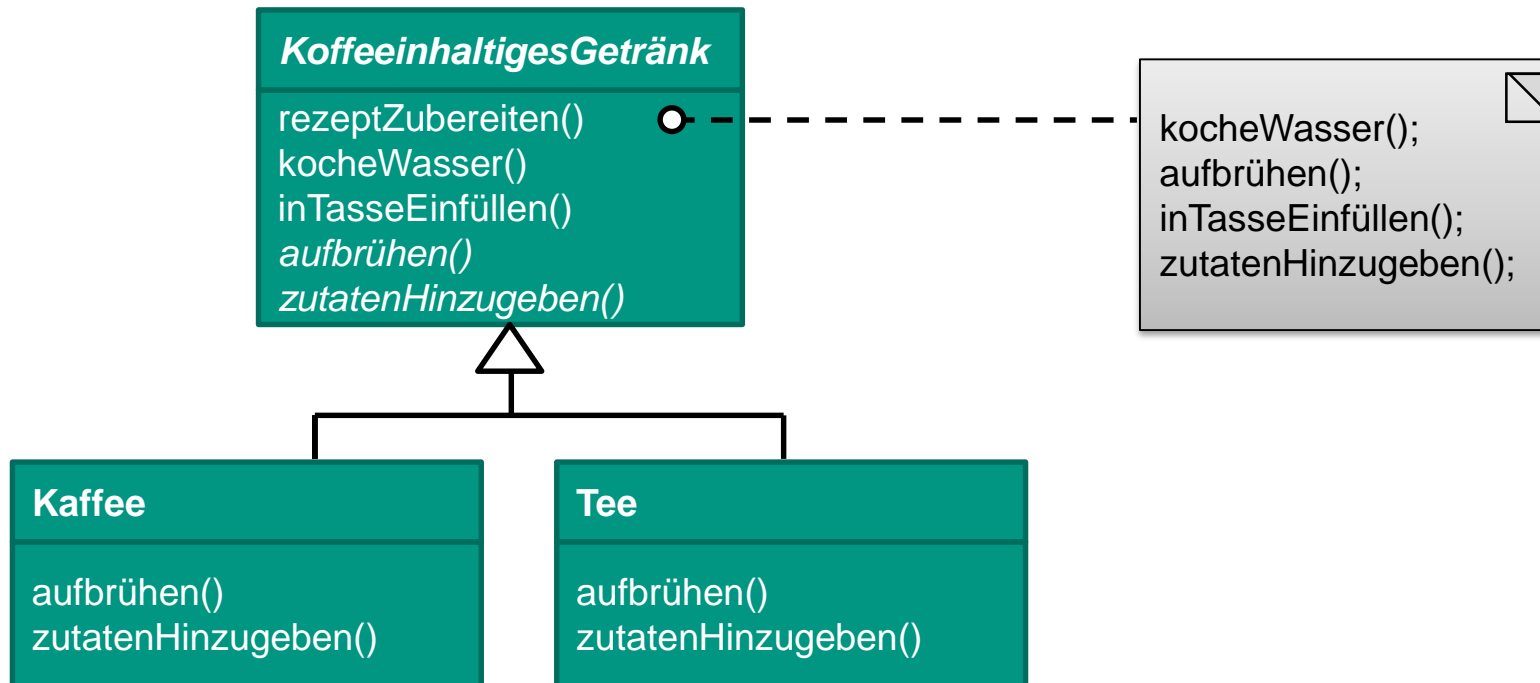 KoffeeinhaltigesGetränk
rezeptZubereiten()
kocheWasser()
inTasseEinfüllen()
aufbrühen()
zutatenHinzugeben()
kocheWasser();
aufbrühen();
inTasseEinfüllen();
zutatenHinzugeben();
Kaffee
aufbrühen()
zutatenHinzugeben()
Tee
aufbrühen()
zutatenHinzugeben()